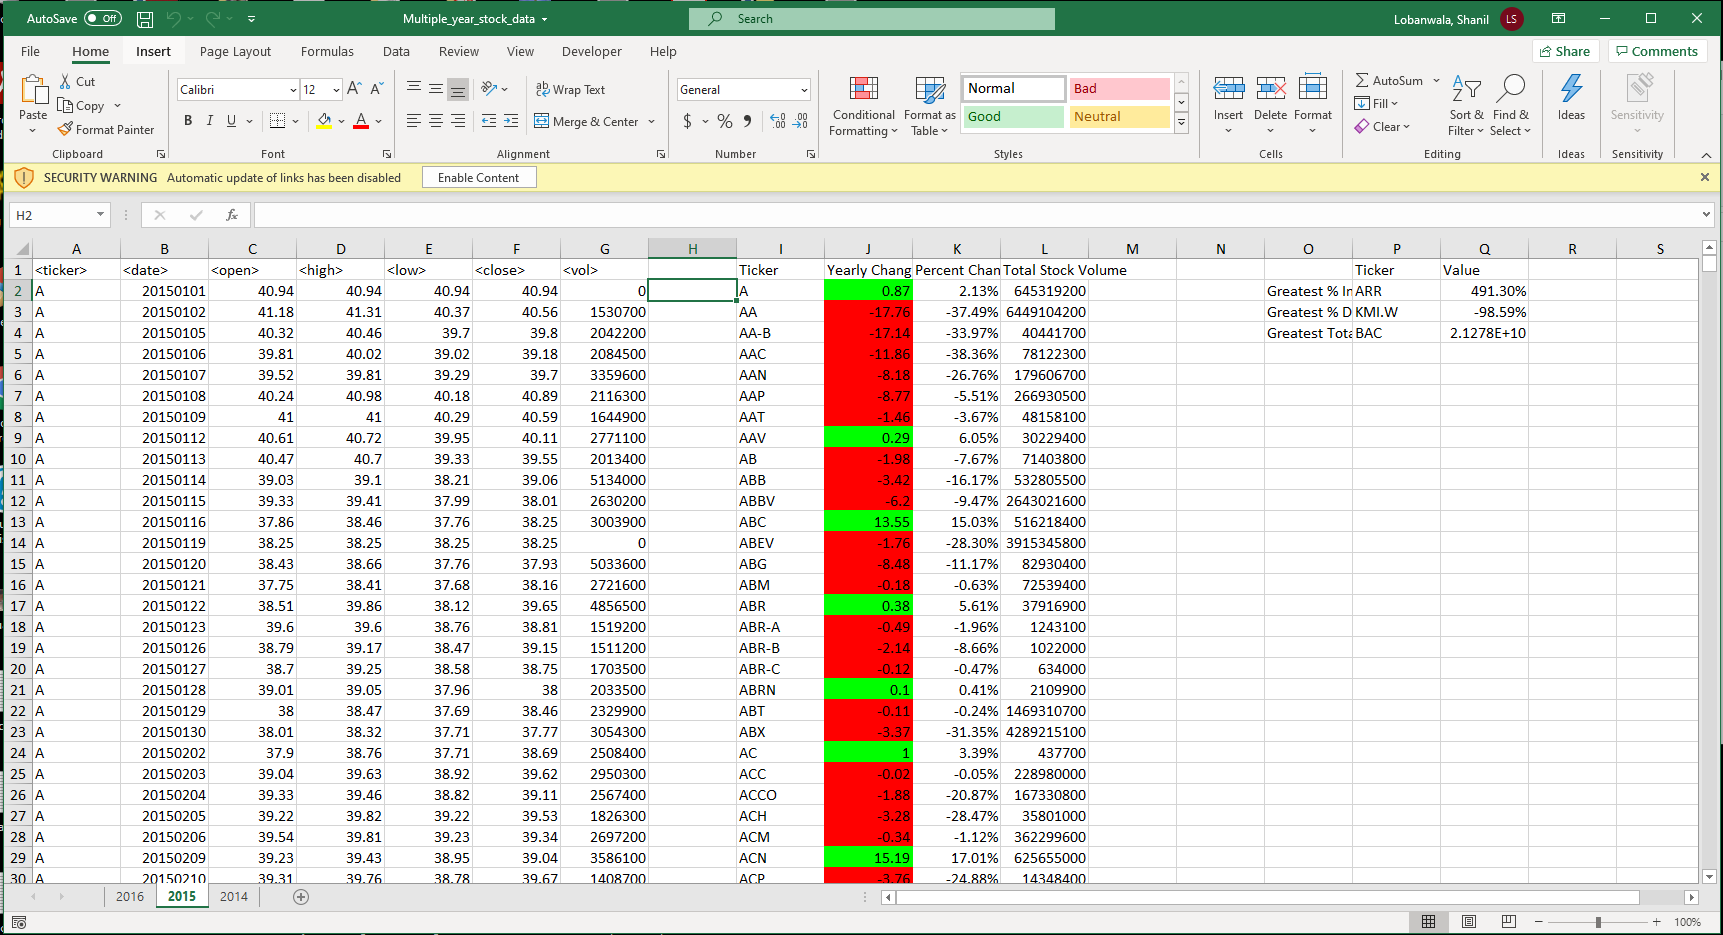 AutoSave Off Multiple_year_stock_data Search Lobanwala, Shanil LS
File Home Insert Page Layout Formulas Data Review View Developer Help Share Comments
Paste Cut Copy Format Painter Clipboard
Calibri 12 B I U A Font
Wrap Text Merge & Center Alignment
General $ % Number
Conditional Formatting Format as Table Normal Bad Good Neutral Styles
Insert Delete Format Cells
AutoSum Fill Clear Sort & Filter Find & Select Editing
Ideas Ideas Sensitivity Sensitivity
SECURITY WARNING Automatic update of links has been disabled Enable Content
H2 fx
A B C D E F G H I J K L M N O P Q R S
1 <ticker> <date> <open> <high> <low> <close> <vol> Ticker Yearly Chang Percent Chan Total Stock Volume Ticker Value
2 A 20150101 40.94 40.94 40.94 40.94 0 A 0.87 2.13% 645319200 Greatest % In ARR 491.30%
3 A 20150102 41.18 41.31 40.37 40.56 1530700 AA -17.76 -37.49% 6449104200 Greatest % D KMI.W -98.59%
4 A 20150105 40.32 40.46 39.7 39.8 2042200 AA-B -17.14 -33.97% 40441700 Greatest Tota BAC 2.1278E+10
5 A 20150106 39.81 40.02 39.02 39.18 2084500 AAC -11.86 -38.36% 78122300
6 A 20150107 39.52 39.81 39.29 39.7 3359600 AAN -8.18 -26.76% 179606700
7 A 20150108 40.24 40.98 40.18 40.89 2116300 AAP -8.77 -5.51% 266930500
8 A 20150109 41 41 40.29 40.59 1644900 AAT -1.46 -3.67% 48158100
9 A 20150112 40.61 40.72 39.95 40.11 2771100 AAV 0.29 6.05% 30229400
10 A 20150113 40.47 40.7 39.33 39.55 2013400 AB -1.98 -7.67% 71403800
11 A 20150114 39.03 39.1 38.21 39.06 5134000 ABB -3.42 -16.17% 532805500
12 A 20150115 39.33 39.41 37.99 38.01 2630200 ABBV -6.2 -9.47% 2643021600
13 A 20150116 37.86 38.46 37.76 38.25 3003900 ABC 13.55 15.03% 516218400
14 A 20150119 38.25 38.25 38.25 38.25 0 ABEV -1.76 -28.30% 3915345800
15 A 20150120 38.43 38.66 37.76 37.93 5033600 ABG -8.48 -11.17% 82930400
16 A 20150121 37.75 38.41 37.68 38.16 2721600 ABM -0.18 -0.63% 72539400
17 A 20150122 38.51 39.86 38.12 39.65 4856500 ABR 0.38 5.61% 37916900
18 A 20150123 39.6 39.6 38.76 38.81 1519200 ABR-A -0.49 -1.96% 1243100
19 A 20150126 38.79 39.17 38.47 39.15 1511200 ABR-B -2.14 -8.66% 1022000
20 A 20150127 38.7 39.25 38.58 38.75 1703500 ABR-C -0.12 -0.47% 634000
21 A 20150128 39.01 39.05 37.96 38 2033500 ABRN 0.1 0.41% 2109900
22 A 20150129 38 38.47 37.69 38.46 2329900 ABT -0.11 -0.24% 1469310700
23 A 20150130 38.01 38.32 37.71 37.77 3054300 ABX -3.37 -31.35% 4289215100
24 A 20150202 37.9 38.76 37.71 38.69 2508400 AC 1 3.39% 437700
25 A 20150203 39.04 39.63 38.92 39.62 2950300 ACC -0.02 -0.05% 228980000
26 A 20150204 39.33 39.46 38.82 39.11 2567400 ACCO -1.88 -20.87% 167330800
27 A 20150205 39.22 39.82 39.22 39.53 1826300 ACH -3.28 -28.47% 35801000
28 A 20150206 39.54 39.81 39.23 39.34 2697200 ACM -0.34 -1.12% 362299600
29 A 20150209 39.23 39.43 38.95 39.04 3586100 ACN 15.19 17.01% 625655000
30 A 20150210 39.31 39.76 38.78 39.67 1408700 ACP -3.76 -24.88% 14348400
2016 2015 2014
100%